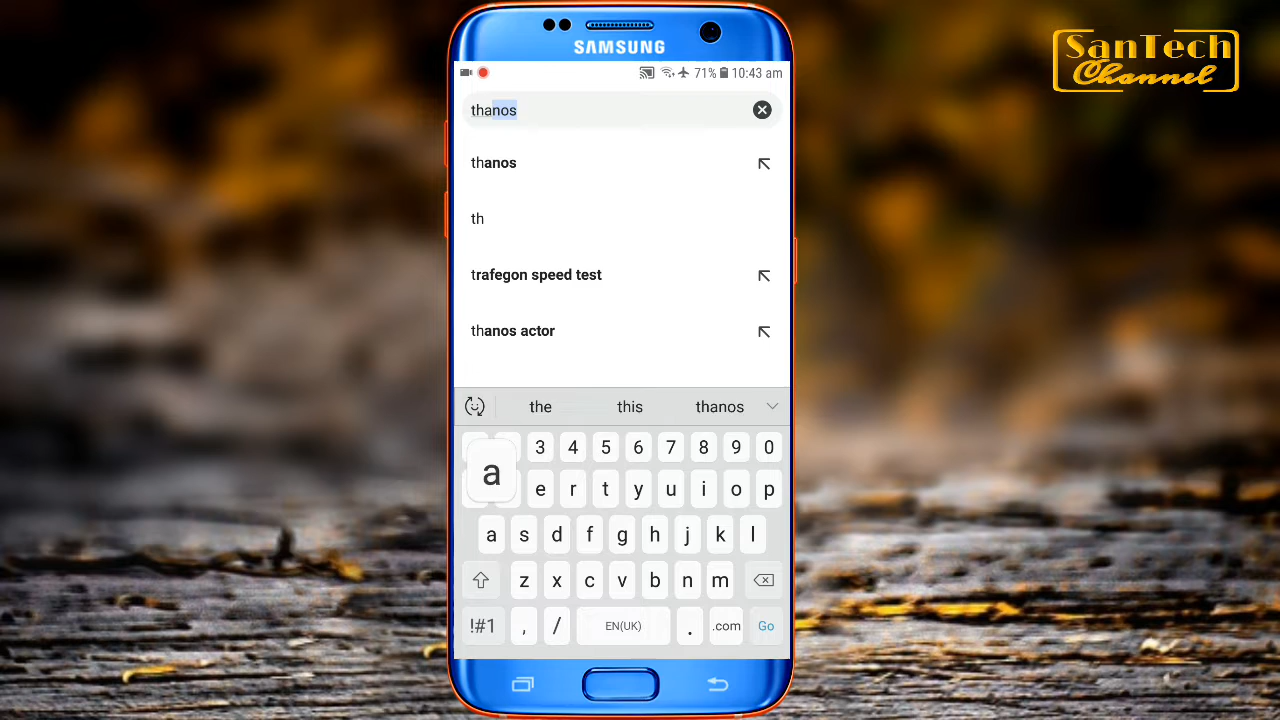 SanTech
Channel
SAMSUNG
71% 10:43 am
thanos
thanos
th
trafegon speed test
thanos actor
the this thanos
a 3 4 5 6 7 8 9 0
e r t y u i o p
a s d f g h j k l
z x c v b n m
!#1 , / EN(UK) . .com Go